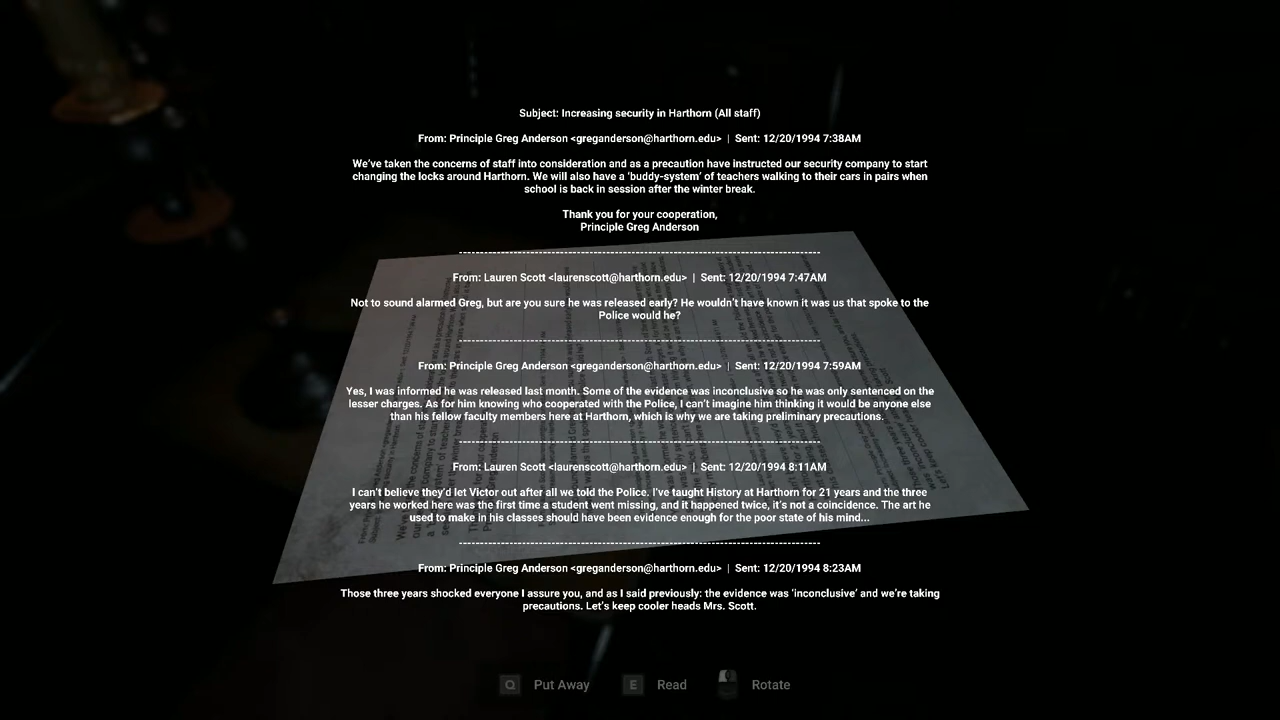 Subject: Increasing security in Harthorn (All staff)
From: Principle Greg Anderson <greganderson@harthorn.edu> | Sent: 12/20/1994 7:38AM
We've taken the concerns of staff into consideration and as a precaution have instructed our security company to start
changing the locks around Harthorn. We will also have a 'buddy-system' of teachers walking to their cars in pairs when
school is back in session after the winter break.
Thank you for your cooperation,
Principle Greg Anderson
From: Lauren Scott <laurenscott@harthorn.edu> | Sent: 12/20/1994 7:47AM
Not to sound alarmed Greg, but are you sure he was released early? He wouldn't have known it was us that spoke to the
Police would he?
From: Principle Greg Anderson <greganderson@harthorn.edu> | Sent: 12/20/1994 7:59AM
Yes, I was informed he was released last month. Some of the evidence was inconclusive so he was only sentenced on the
lesser charges. As for him knowing who cooperated with the Police, I can't imagine him thinking it would be anyone else
than his fellow faculty members here at Harthorn, which is why we are taking preliminary precautions.
From: Lauren Scott <laurenscott@harthorn.edu> | Sent: 12/20/1994 8:11AM
I can't believe they'd let Victor out after all we told the Police. I've taught History at Harthorn for 21 years and the three
years he worked here was the first time a student went missing, and it happened twice, it's not a coincidence. The art he
used to make in his classes should have been evidence enough for the poor state of his mind...
From: Principle Greg Anderson <greganderson@harthorn.edu> | Sent: 12/20/1994 8:23AM
Those three years shocked everyone I assure you, and as I said previously: the evidence was 'inconclusive' and we're taking
precautions. Let's keep cooler heads Mrs. Scott.
Q Put Away E Read Rotate